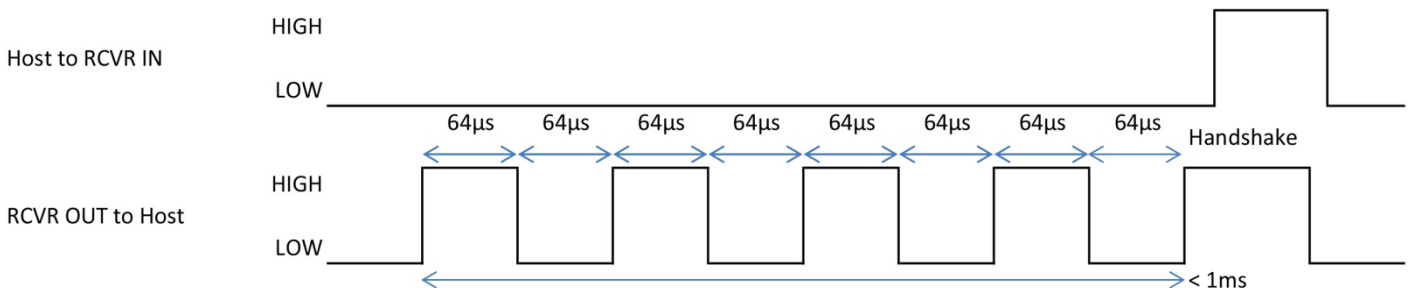 HIGH
Host to RCVR IN
LOW
64µs 64µs 64µs 64µs 64µs 64µs 64µs 64µs
Handshake
HIGH
RCVR OUT to Host
LOW
< 1ms